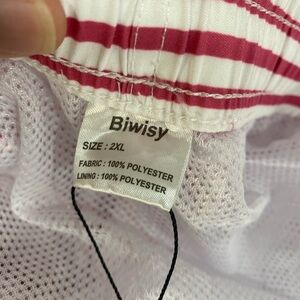 Biwisy
SIZE : 2XL
FABRIC : 100% POLYESTER
LINING : 100% POLYESTER